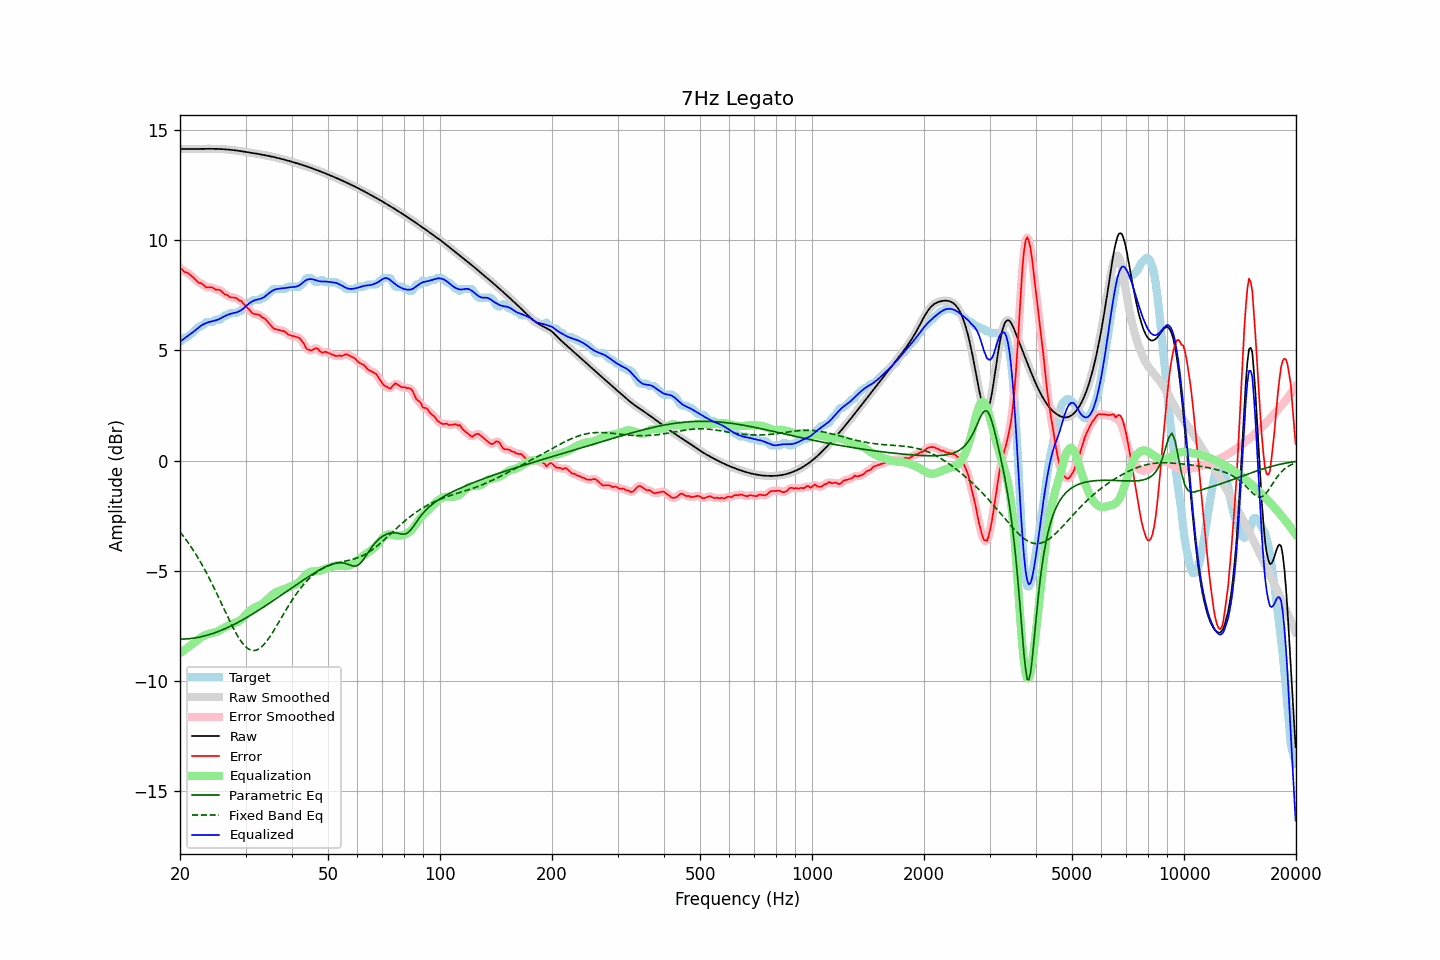 7Hz Legato
15
10
5
0
−5
−10
−15
Amplitude (dBr)
Target
Raw Smoothed
Error Smoothed
Raw
Error
Equalization
Parametric Eq
Fixed Band Eq
Equalized
20 50 100 200 500 1000 2000 5000 10000 20000
Frequency (Hz)